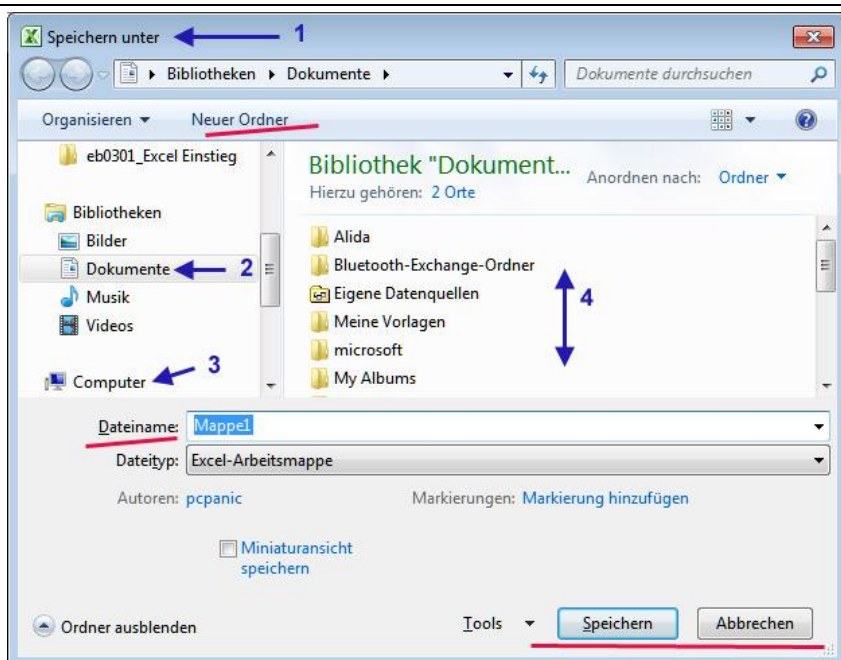 Speichern unter 1
Bibliotheken Dokumente Dokumente durchsuchen
Organisieren Neuer Ordner
eb0301_Excel Einstieg
Bibliotheken
Bilder
Dokumente 2
Musik
Videos
Computer 3
Bibliothek "Dokument...
Hierzu gehören: 2 Orte
Anordnen nach: Ordner
Alida
Bluetooth-Exchange-Ordner
Eigene Datenquellen
Meine Vorlagen
microsoft
My Albums
4
Dateiname: Mappe1
Dateityp: Excel-Arbeitsmappe
Autoren: pcpanic Markierungen: Markierung hinzufügen
Miniaturansicht
speichern
Ordner ausblenden Tools Speichern Abbrechen